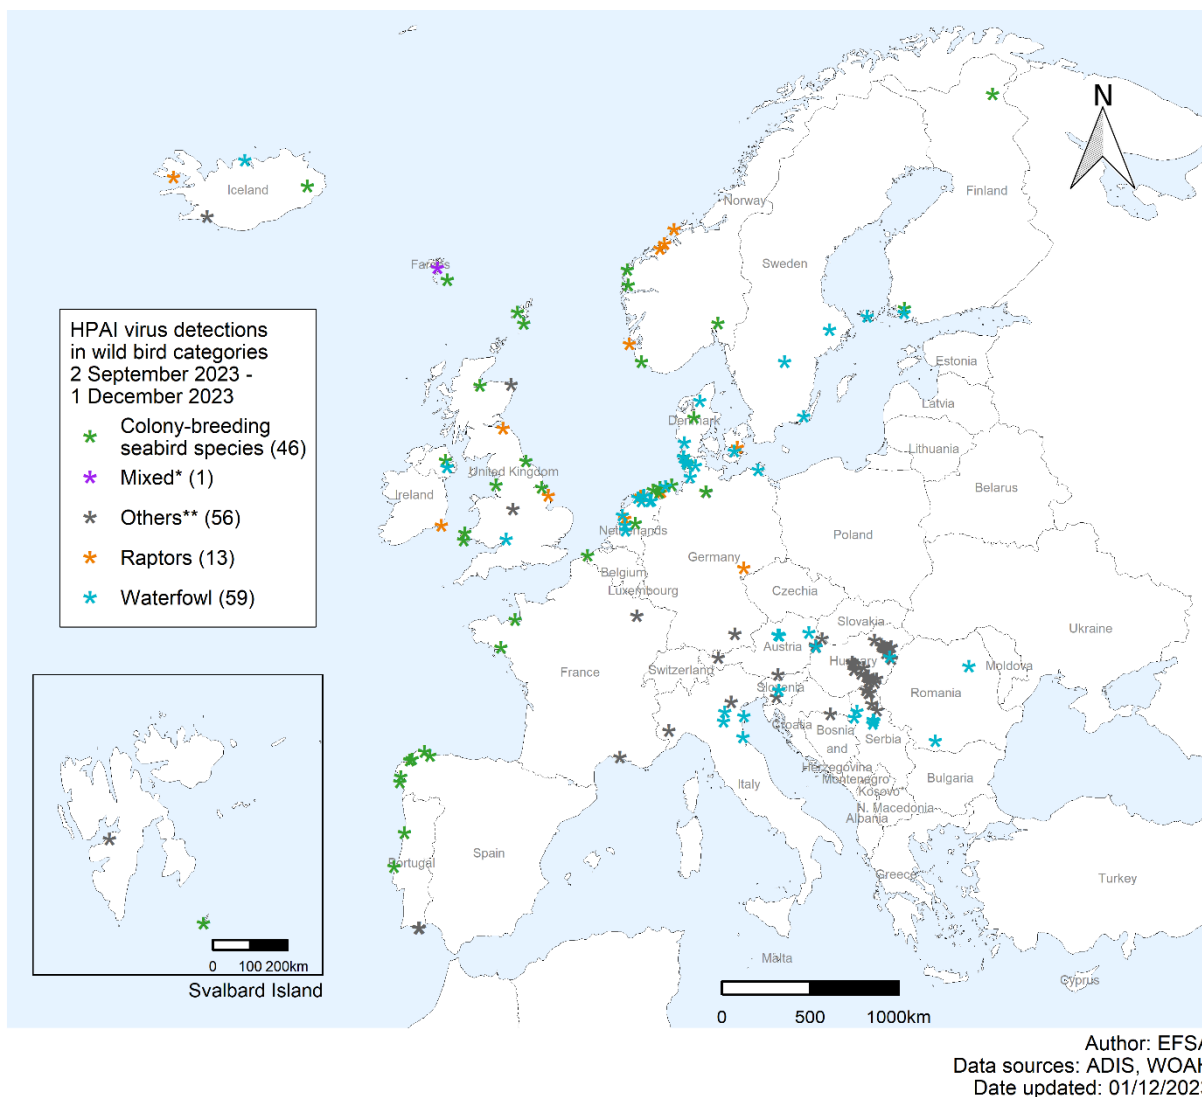 N
Iceland
Norway
Finland
Sweden
Faroes
HPAI virus detections
in wild bird categories
2 September 2023 -
1 December 2023
Colony-breeding
seabird species (46)
Mixed* (1)
Others** (56)
Raptors (13)
Waterfowl (59)
Estonia
Latvia
Denmark
Lithuania
United Kingdom
Ireland
Belarus
Netherlands
Poland
Germany
Belgium
Luxembourg
Czechia
Slovakia
Ukraine
Austria
Hungary
Moldova
France
Switzerland
Slovenia
Romania
Croatia
Bosnia
and
Herzegovina
Serbia
Montenegro
Kosovo
Bulgaria
Italy
N. Macedonia
Albania
Portugal
Spain
Greece
Turkey
Malta
Cyprus
0 100 200km
Svalbard Island
0 500 1000km
Author: EFSA
Data sources: ADIS, WOAH
Date updated: 01/12/2023